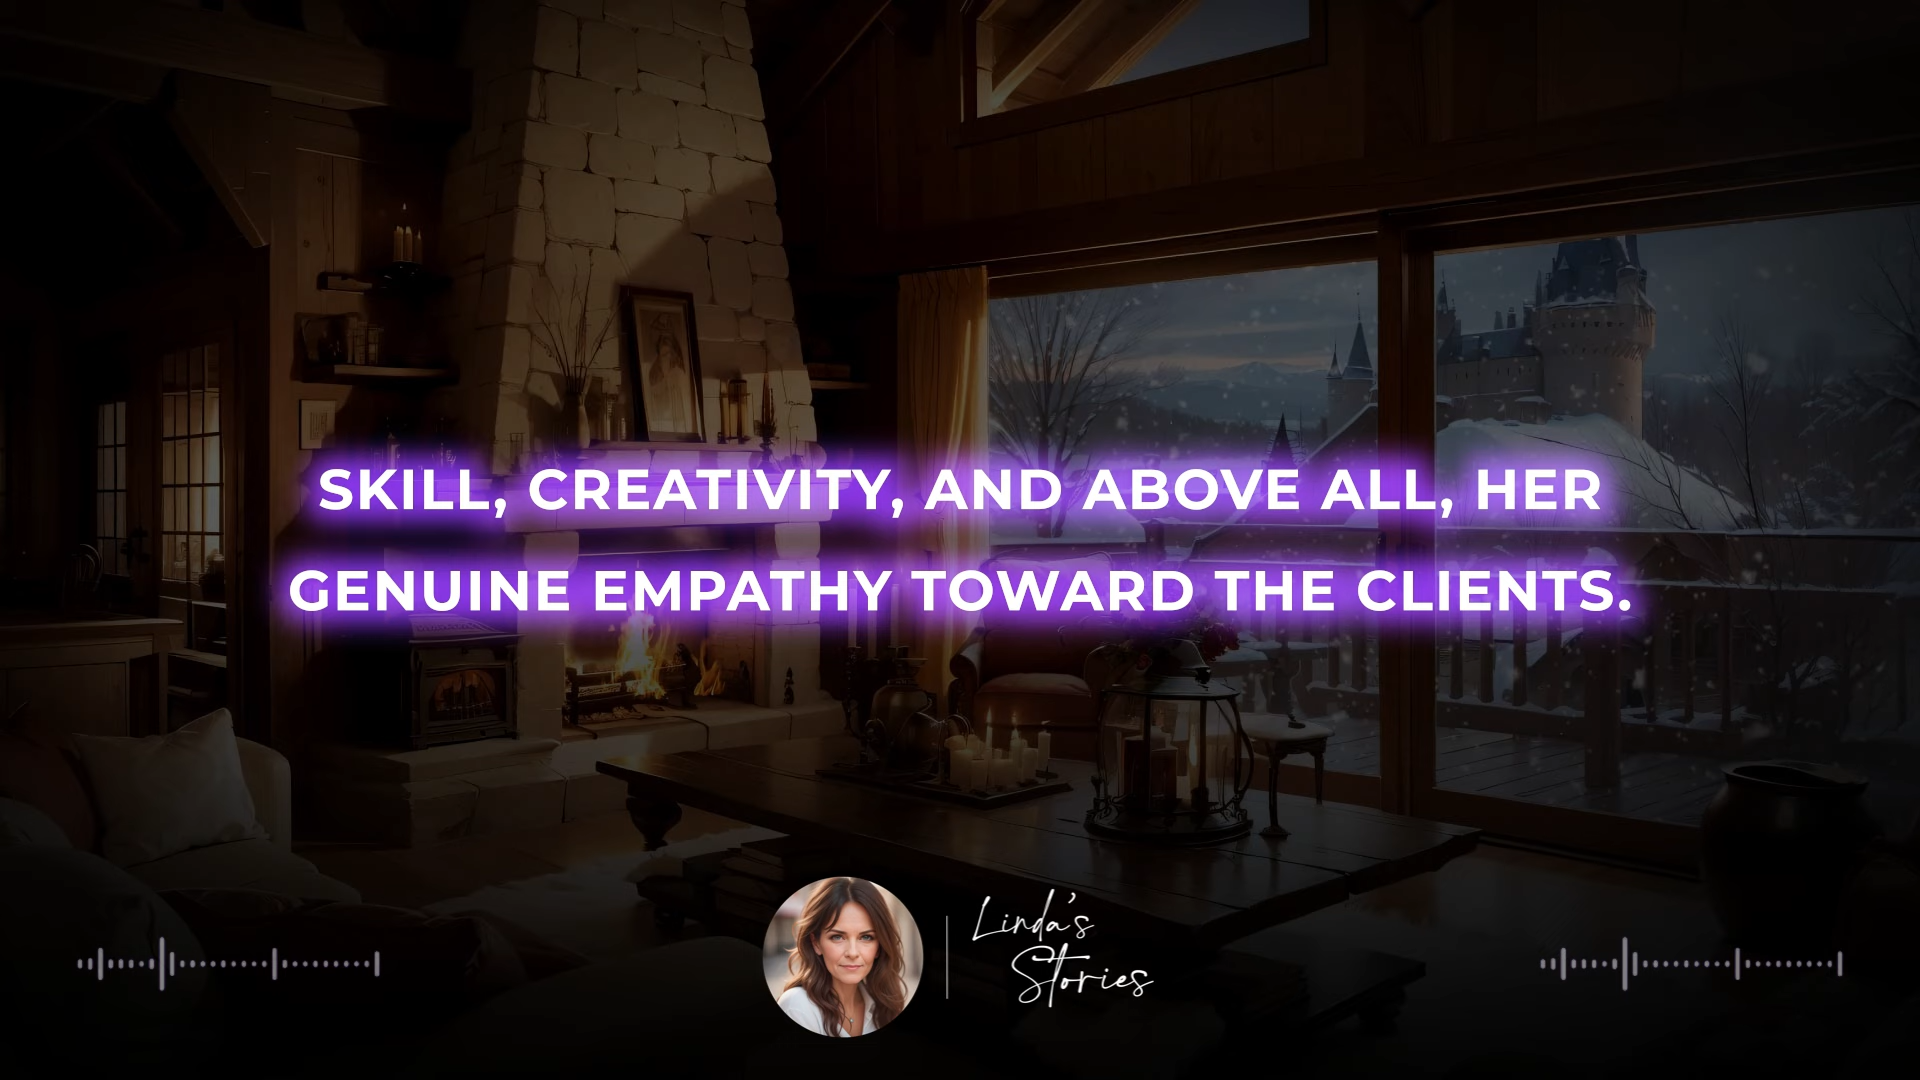 SKILL, CREATIVITY, AND ABOVE ALL, HER
GENUINE EMPATHY TOWARD THE CLIENTS.
Linda's
Stories